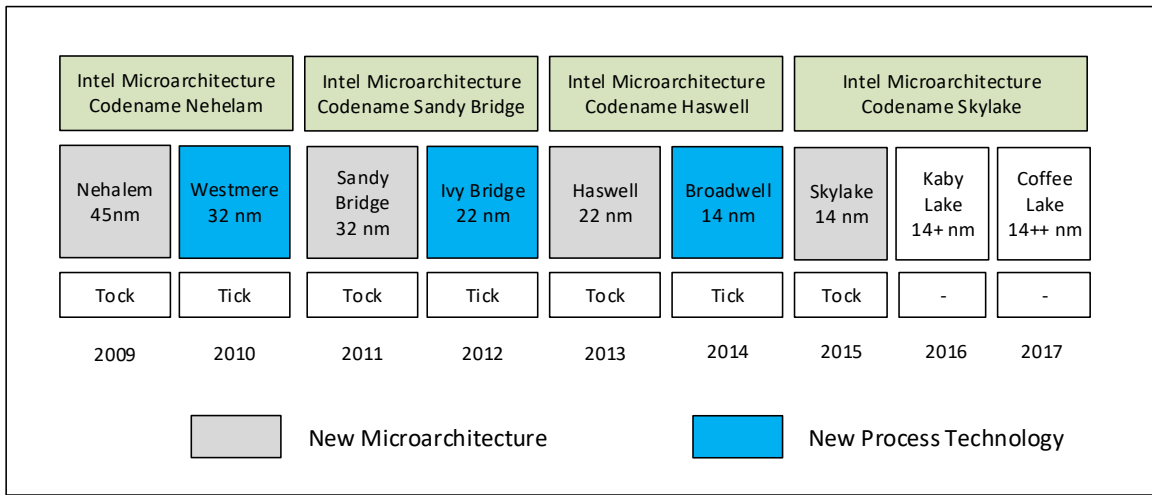 Intel Microarchitecture
Codename Nehelam
Intel Microarchitecture
Codename Sandy Bridge
Intel Microarchitecture
Codename Haswell
Intel Microarchitecture
Codename Skylake
Nehalem
45nm
Westmere
32 nm
Sandy
Bridge
32 nm
Ivy Bridge
22 nm
Haswell
22 nm
Broadwell
14 nm
Skylake
14 nm
Kaby
Lake
14+ nm
Coffee
Lake
14++ nm
Tock
Tick
Tock
Tick
Tock
Tick
Tock
-
-
2009
2010
2011
2012
2013
2014
2015
2016
2017
New Microarchitecture
New Process Technology